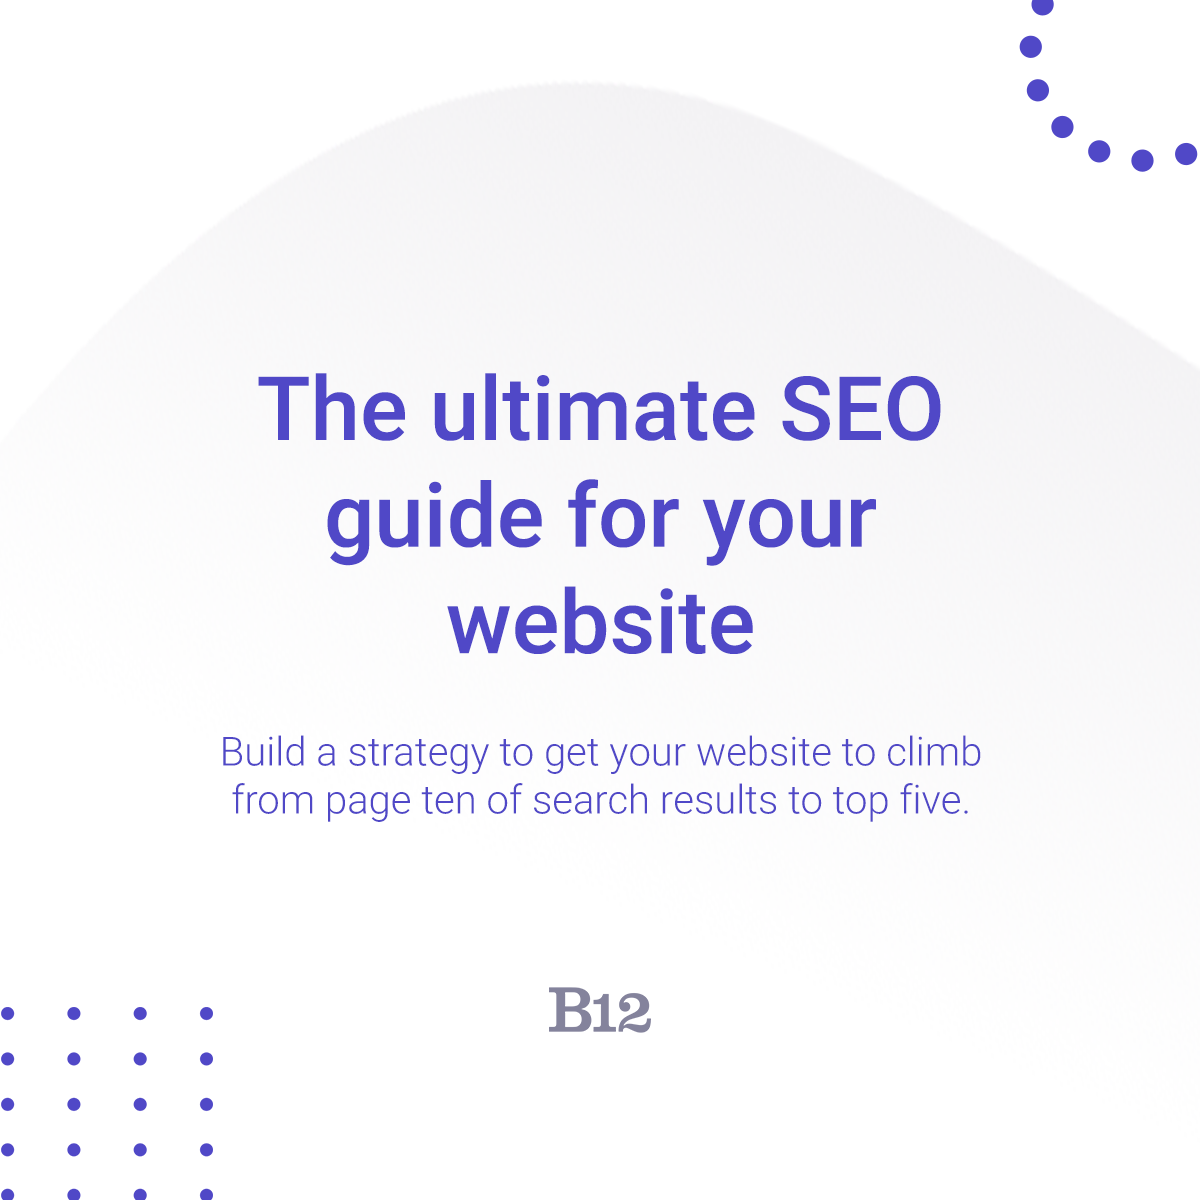 The ultimate SEO
guide for your
website
Build a strategy to get your website to climb
from page ten of search results to top five.
B12